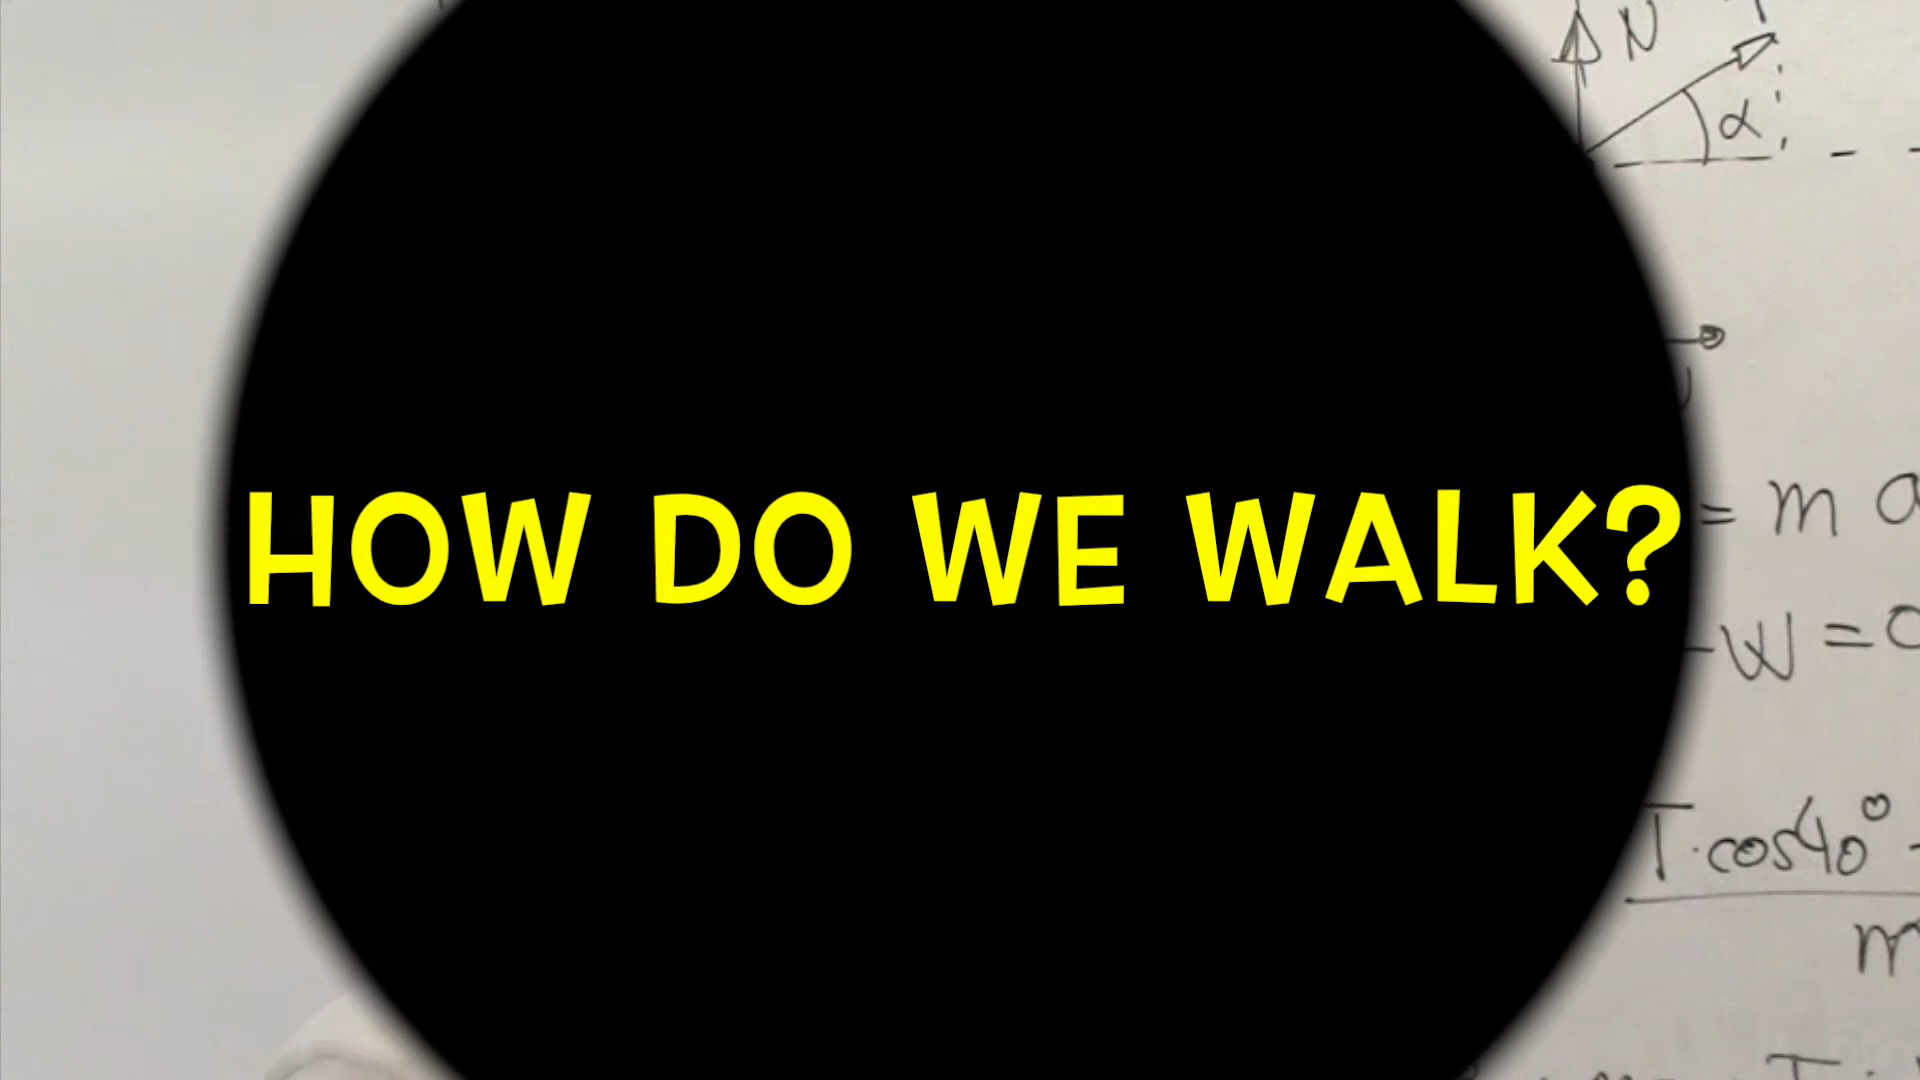 N
α
HOW DO WE WALK?
= m a
-W = 0
T · cos40°
m